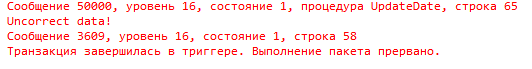 Сообщение 50000, уровень 16, состояние 1, процедура UpdateDate, строка 65
Uncorrect data!
Сообщение 3609, уровень 16, состояние 1, строка 58
Транзакция завершилась в триггере. Выполнение пакета прервано.